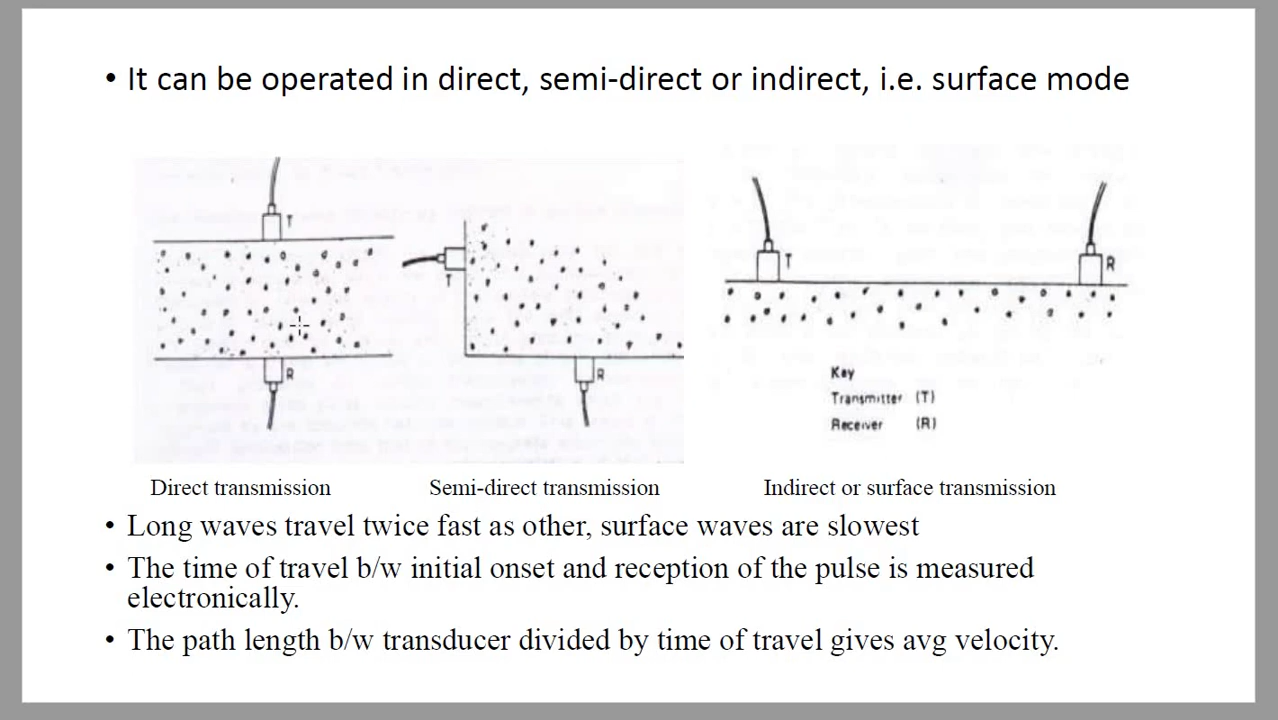 • It can be operated in direct, semi-direct or indirect, i.e. surface mode
T
R
T
R
T
R
Key
Transmitter (T)
Receiver (R)
Direct transmission
Semi-direct transmission
Indirect or surface transmission
• Long waves travel twice fast as other, surface waves are slowest
• The time of travel b/w initial onset and reception of the pulse is measured
electronically.
• The path length b/w transducer divided by time of travel gives avg velocity.